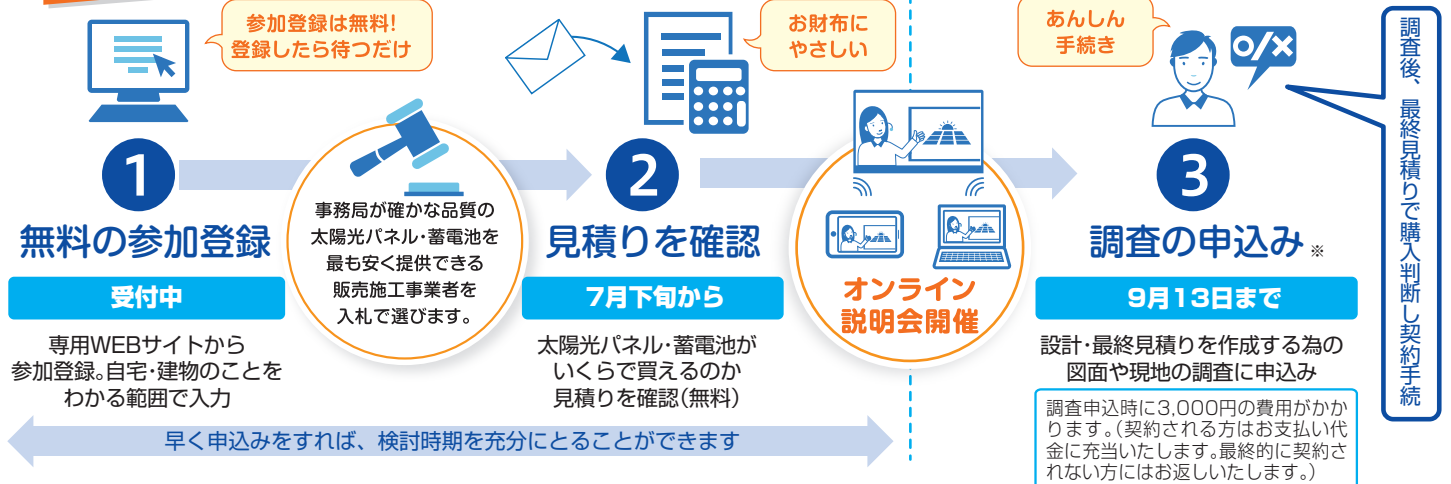 参加登録は無料!
登録したら待つだけ
1
無料の参加登録
受付中
専用WEBサイトから
参加登録。自宅・建物のことを
わかる範囲で入力
事務局が確かな品質の
太陽光パネル・蓄電池を
最も安く提供できる
販売施工事業者を
入札で選びます。
お財布に
やさしい
2
見積りを確認
7月下旬から
太陽光パネル・蓄電池が
いくらで買えるのか
見積りを確認(無料)
オンライン
説明会開催
早く申込みをすれば、検討時期を充分にとることができます
あんしん
手続き
o/×
3
調査の申込み※
9月13日まで
設計・最終見積りを作成する為の
図面や現地の調査に申込み
調査申込時に3,000円の費用がかか
ります。(契約される方はお支払い代
金に充当いたします。最終的に契約さ
れない方にはお返しいたします。)
調査後、最終見積りで購入判断し契約手続